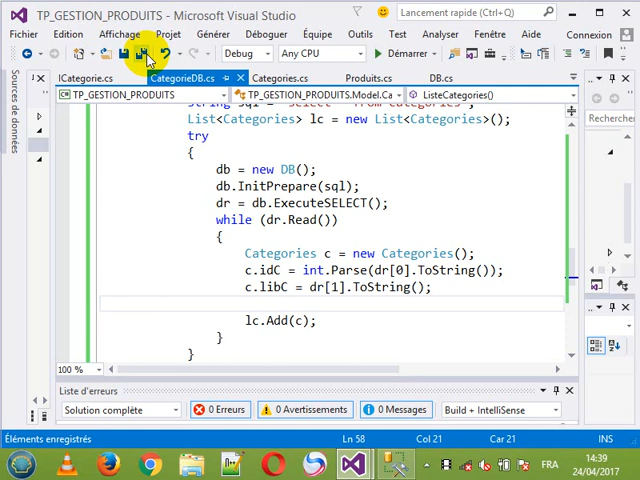 TP_GESTION_PRODUITS - Microsoft Visual Studio
Lancement rapide (Ctrl+Q)
Fichier Edition Affichage Projet Générer Déboguer Équipe Outils Test
Analyser Fenêtre Aide Connexion
Debug Any CPU Démarrer
ICategorie.cs CategorieDB.cs Categories.cs Produits.cs DB.cs
TP_GESTION_PRODUITS TP_GESTION_PRODUITS.Model.Ca ListeCategories()
Sources de données
Rechercher
List<Categories> lc = new List<Categories>();
try
{
db = new DB();
db.InitPrepare(sql);
dr = db.ExecuteSELECT();
while (dr.Read())
{
Categories c = new Categories();
c.idC = int.Parse(dr[0].ToString());
c.libC = dr[1].ToString();
lc.Add(c);
}
}
100 %
Liste d'erreurs
Solution complète 0 Erreurs 0 Avertissements 0 Messages Build + IntelliSense
Éléments enregistrés Ln 58 Col 21 Car 21 INS
FR 14:39
24/04/2017